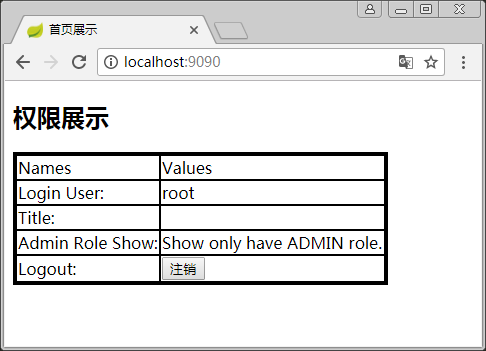 首页展示
localhost:9090
权限展示
Names Values
Login User: root
Title:
Admin Role Show: Show only have ADMIN role.
Logout: 注销